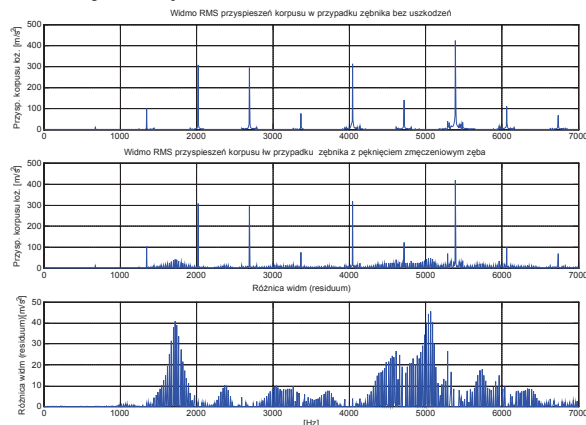 Widmo RMS przyspieszeń korpusu w przypadku zębnika bez uszkodzeń
Przysp. korpusu łoż. [m/s²]
500
400
300
200
100
0
0 1000 2000 3000 4000 5000 6000 7000
Widmo RMS przyspieszeń korpusu łw przypadku zębnika z pęknięciem zmęczeniowym zęba
Przysp. korpusu łoż. [m/s²]
500
400
300
200
100
0
0 1000 2000 3000 4000 5000 6000 7000
Różnica widm (residuum)
Różnica widm (residuum)[m/s²]
50
40
30
20
10
0
0 1000 2000 3000 4000 5000 6000 7000
[Hz]